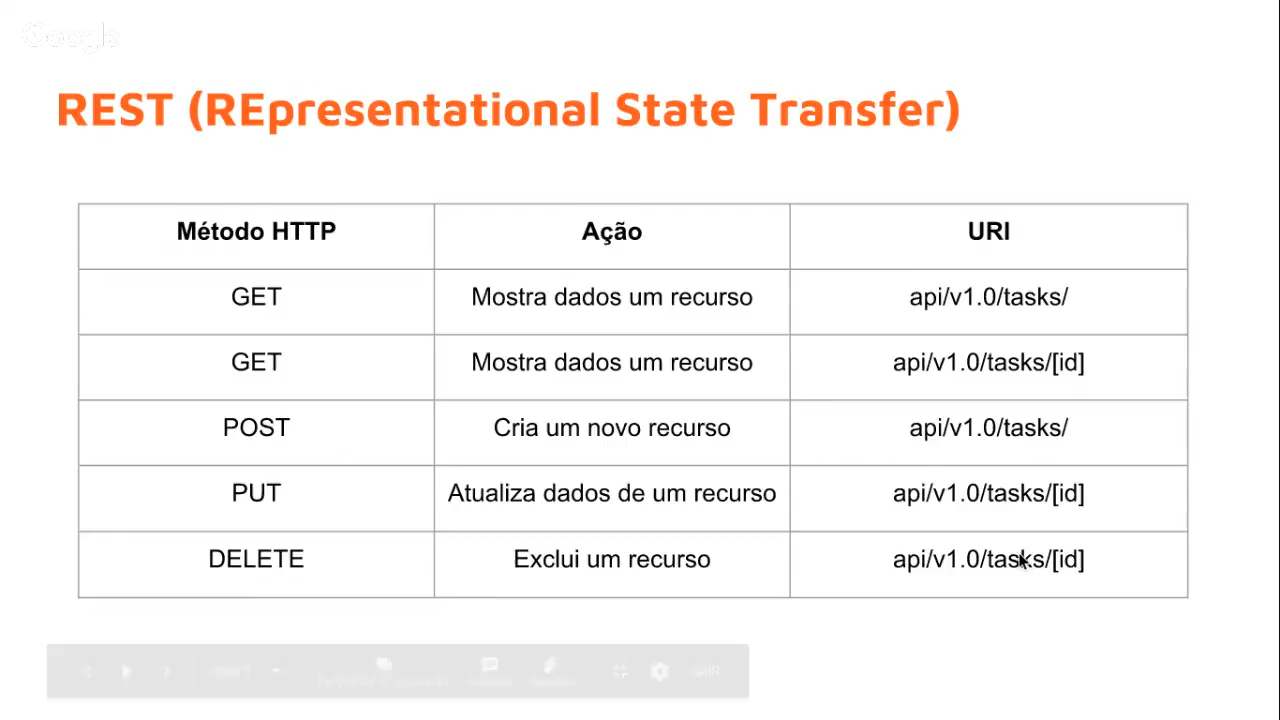 Google
REST (REpresentational State Transfer)
Método HTTP Ação URI
GET Mostra dados um recurso api/v1.0/tasks/
GET Mostra dados um recurso api/v1.0/tasks/[id]
POST Cria um novo recurso api/v1.0/tasks/
PUT Atualiza dados de um recurso api/v1.0/tasks/[id]
DELETE Exclui um recurso api/v1.0/tasks/[id]